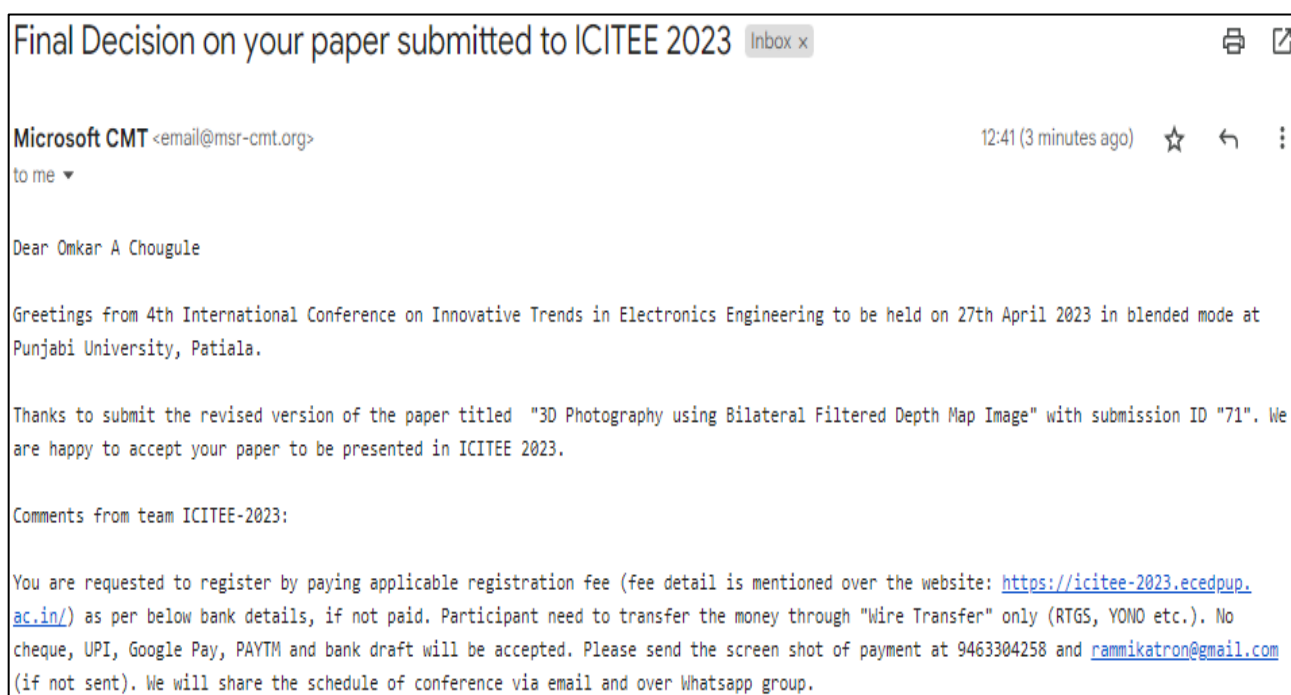 Final Decision on your paper submitted to ICITEE 2023 Inbox x
Microsoft CMT <email@msr-cmt.org> 12:41 (3 minutes ago)
to me
Dear Omkar A Chougule
Greetings from 4th International Conference on Innovative Trends in Electronics Engineering to be held on 27th April 2023 in blended mode at
Punjabi University, Patiala.
Thanks to submit the revised version of the paper titled "3D Photography using Bilateral Filtered Depth Map Image" with submission ID "71". We
are happy to accept your paper to be presented in ICITEE 2023.
Comments from team ICITEE-2023:
You are requested to register by paying applicable registration fee (fee detail is mentioned over the website: https://icitee-2023.ecedpup.
ac.in/) as per below bank details, if not paid. Participant need to transfer the money through "Wire Transfer" only (RTGS, YONO etc.). No
cheque, UPI, Google Pay, PAYTM and bank draft will be accepted. Please send the screen shot of payment at 9463304258 and rammikatron@gmail.com
(if not sent). We will share the schedule of conference via email and over Whatsapp group.